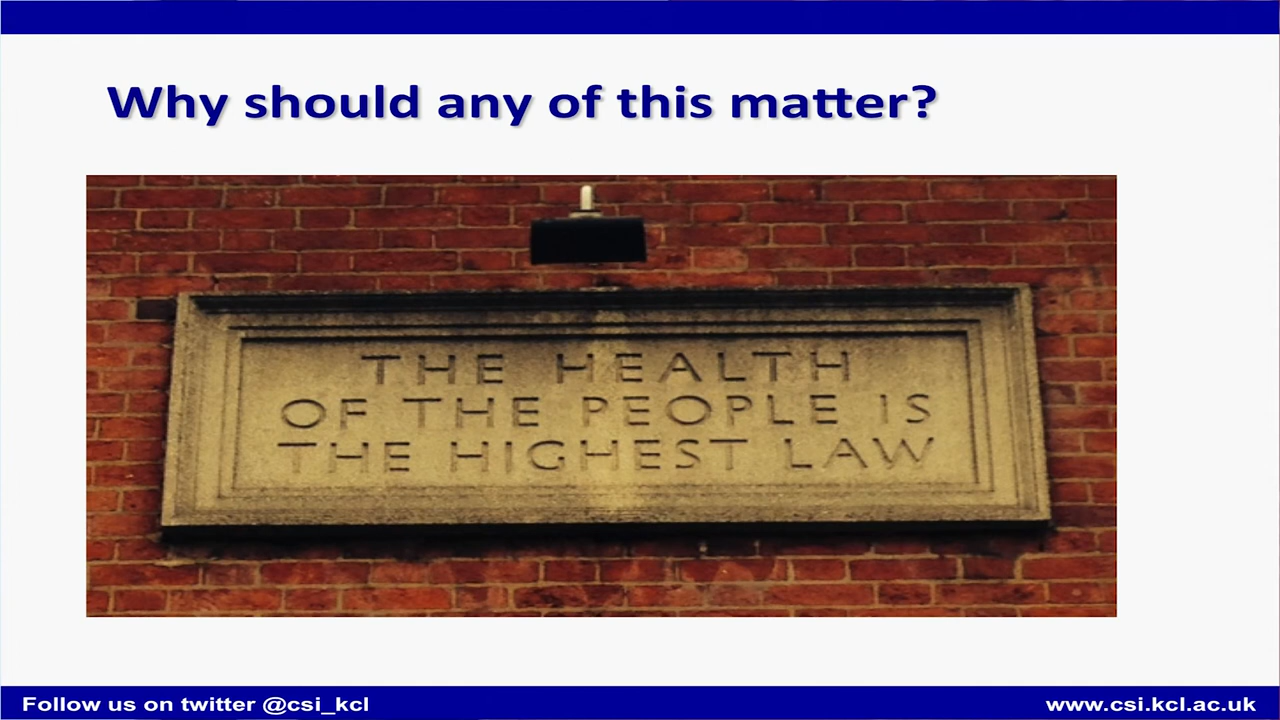 Why should any of this matter?
THE HEALTH
OF THE PEOPLE IS
THE HIGHEST LAW
Follow us on twitter @csi_kcl
www.csi.kcl.ac.uk